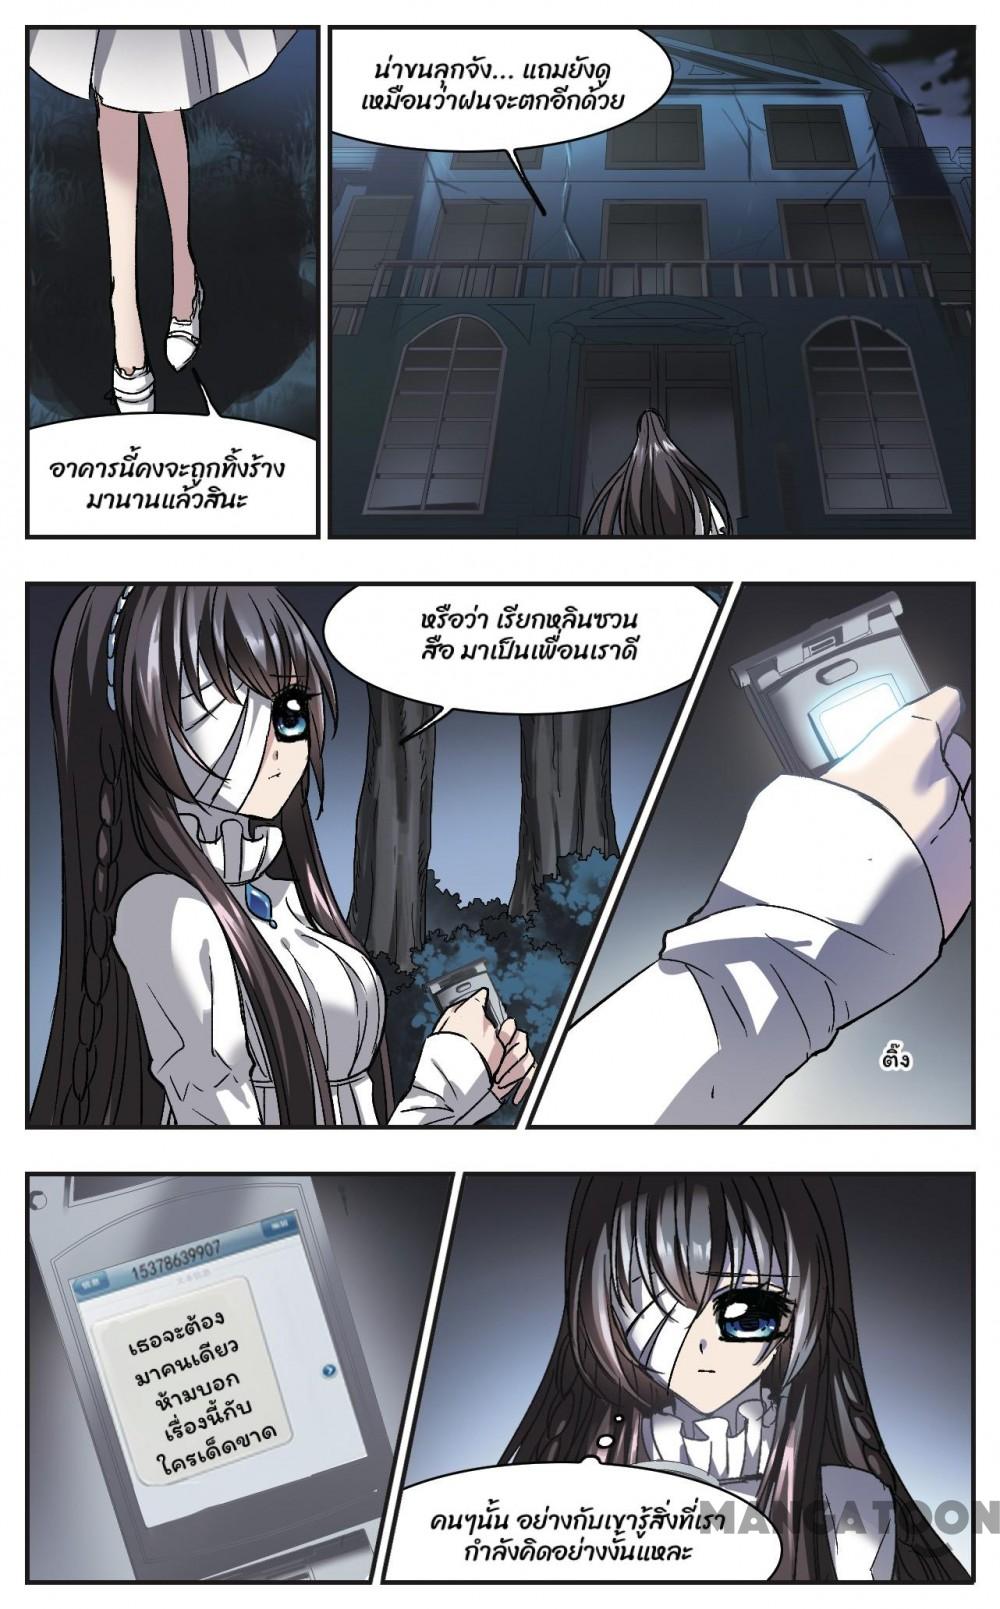 น่าขนลุกจัง... แถมยังดู
เหมือนว่าฝนจะตกอีกด้วย
อาคารนี้คงจะถูกทิ้งร้าง
มานานแล้วสินะ
หรือว่า เรียกหลินซวน
สือ มาเป็นเพื่อนเราดี
ติ๊ง
15378639907
เธอจะต้อง
มาคนเดียว
ห้ามบอก
เรื่องนี้กับ
ใครเด็ดขาด
คนๆนั้น อย่างกับเขารู้สิ่งที่เรา
กำลังคิดอย่างงั้นแหละ
MANGATOON